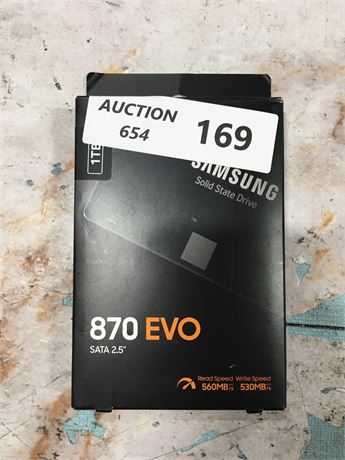 AUCTION
654
169
1TB
SAMSUNG
Solid State Drive
870 EVO
SATA 2.5"
Read Speed Write Speed
560MB/s 530MB/s